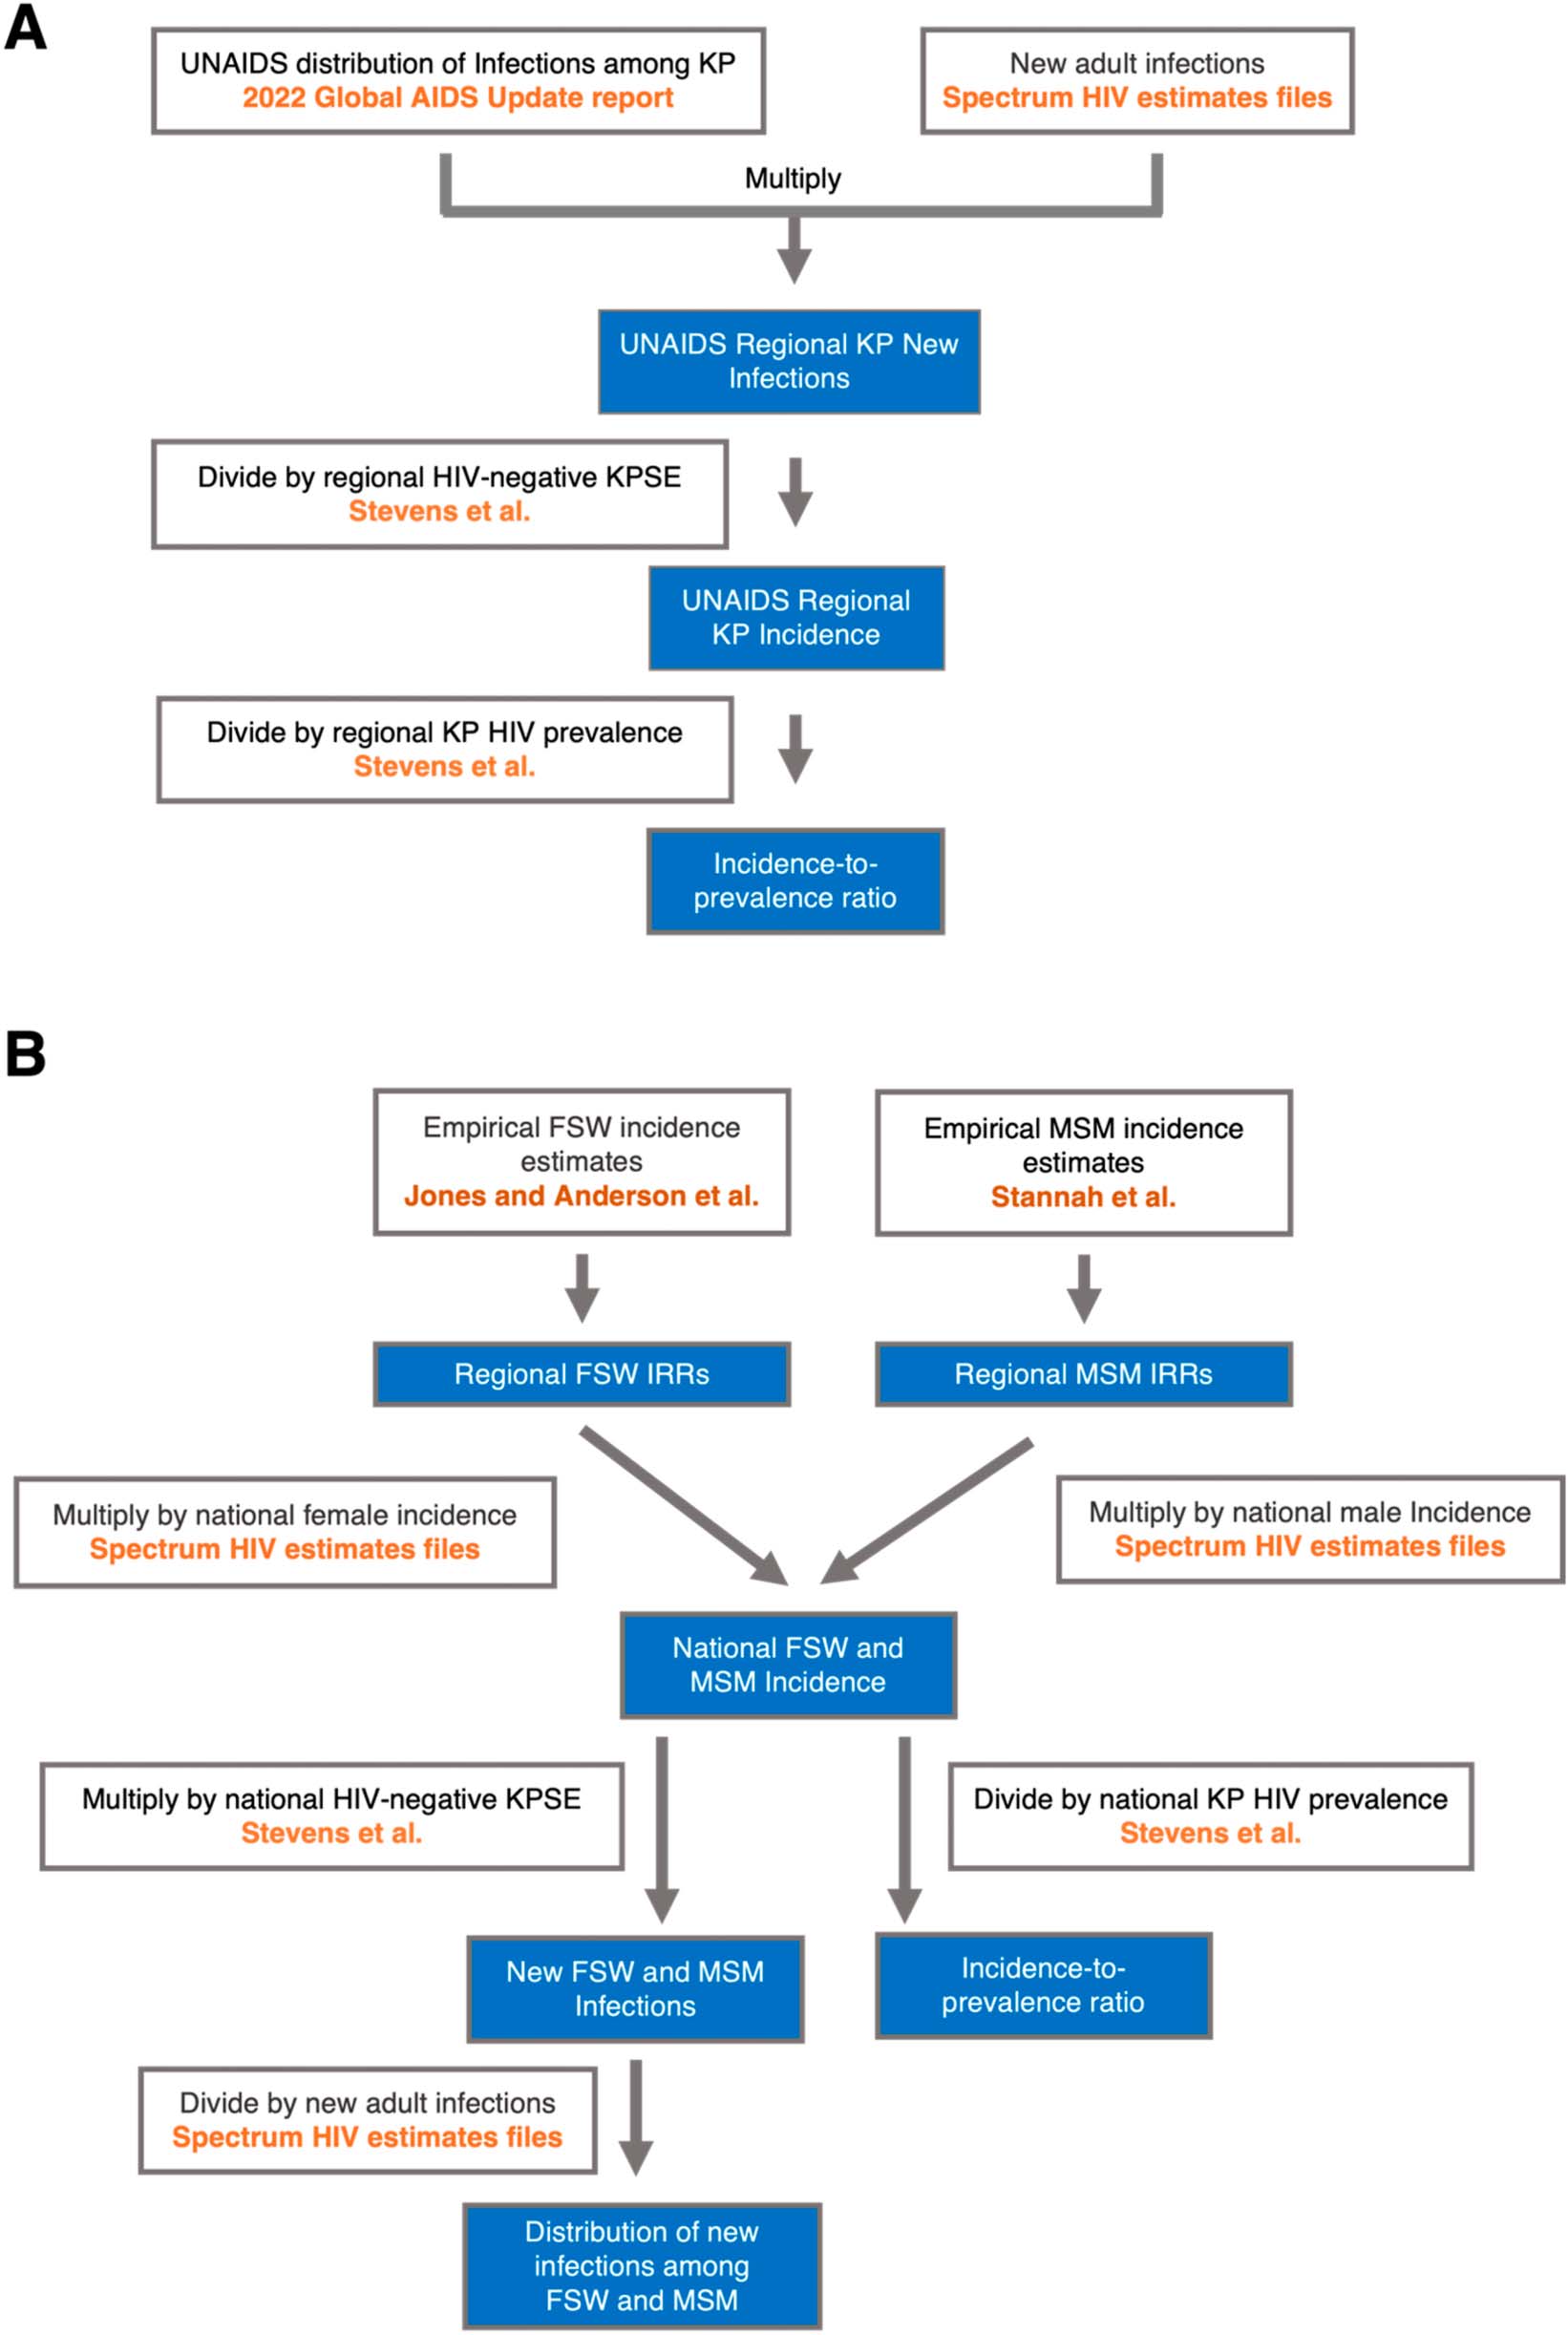 A
UNAIDS distribution of Infections among KP
2022 Global AIDS Update report
New adult infections
Spectrum HIV estimates files
Multiply
UNAIDS Regional KP New
Infections
Divide by regional HIV-negative KPSE
Stevens et al.
UNAIDS Regional
KP Incidence
Divide by regional KP HIV prevalence
Stevens et al.
Incidence-to-
prevalence ratio
B
Empirical FSW incidence
estimates
Jones and Anderson et al.
Empirical MSM incidence
estimates
Stannah et al.
Regional FSW IRRs
Regional MSM IRRs
Multiply by national female incidence
Spectrum HIV estimates files
Multiply by national male Incidence
Spectrum HIV estimates files
National FSW and
MSM Incidence
Multiply by national HIV-negative KPSE
Stevens et al.
Divide by national KP HIV prevalence
Stevens et al.
New FSW and MSM
Infections
Incidence-to-
prevalence ratio
Divide by new adult infections
Spectrum HIV estimates files
Distribution of new
infections among
FSW and MSM